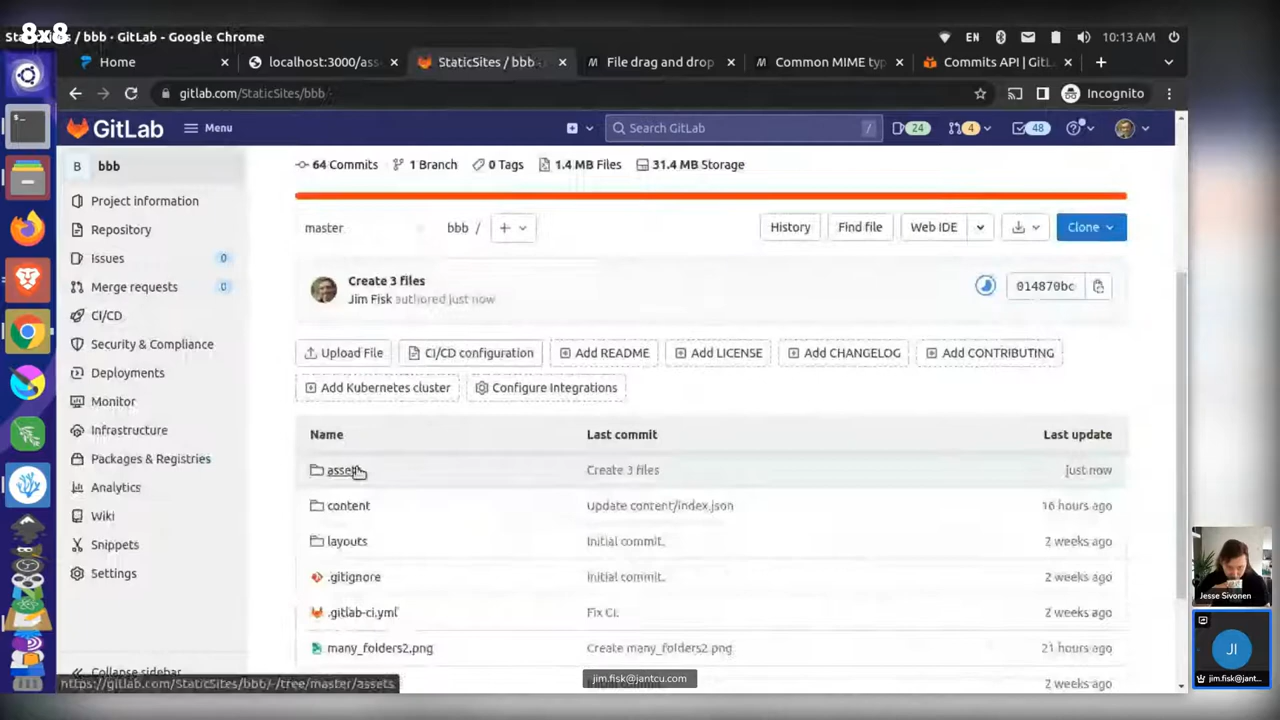 8x8
StaticSites / bbb · GitLab - Google Chrome
EN
10:13 AM
Home
localhost:3000/ass
StaticSites / bbb
File drag and drop
Common MIME typ
Commits API | GitL
gitlab.com/StaticSites/bbb
Incognito
GitLab
Menu
Search GitLab
/
24
4
48
B
bbb
Project information
Repository
Issues
0
Merge requests
0
CI/CD
Security & Compliance
Deployments
Monitor
Infrastructure
Packages & Registries
Analytics
Wiki
Snippets
Settings
Collapse sidebar
64 Commits
1 Branch
0 Tags
1.4 MB Files
31.4 MB Storage
master
bbb /
History
Find file
Web IDE
Clone
Create 3 files
Jim Fisk authored just now
014870bc
Upload File
CI/CD configuration
Add README
Add LICENSE
Add CHANGELOG
Add CONTRIBUTING
Add Kubernetes cluster
Configure Integrations
Name
Last commit
Last update
assets
Create 3 files
just now
content
Update content/index.json
16 hours ago
layouts
Initial commit.
2 weeks ago
.gitignore
Initial commit.
2 weeks ago
.gitlab-ci.yml
Fix CI.
2 weeks ago
many_folders2.png
Create many_folders2.png
21 hours ago
2 weeks ago
https://gitlab.com/StaticSites/bbb/-/tree/master/assets
jim.fisk@jantcu.com
Jesse Sivonen
JI
jim.fisk@jant...